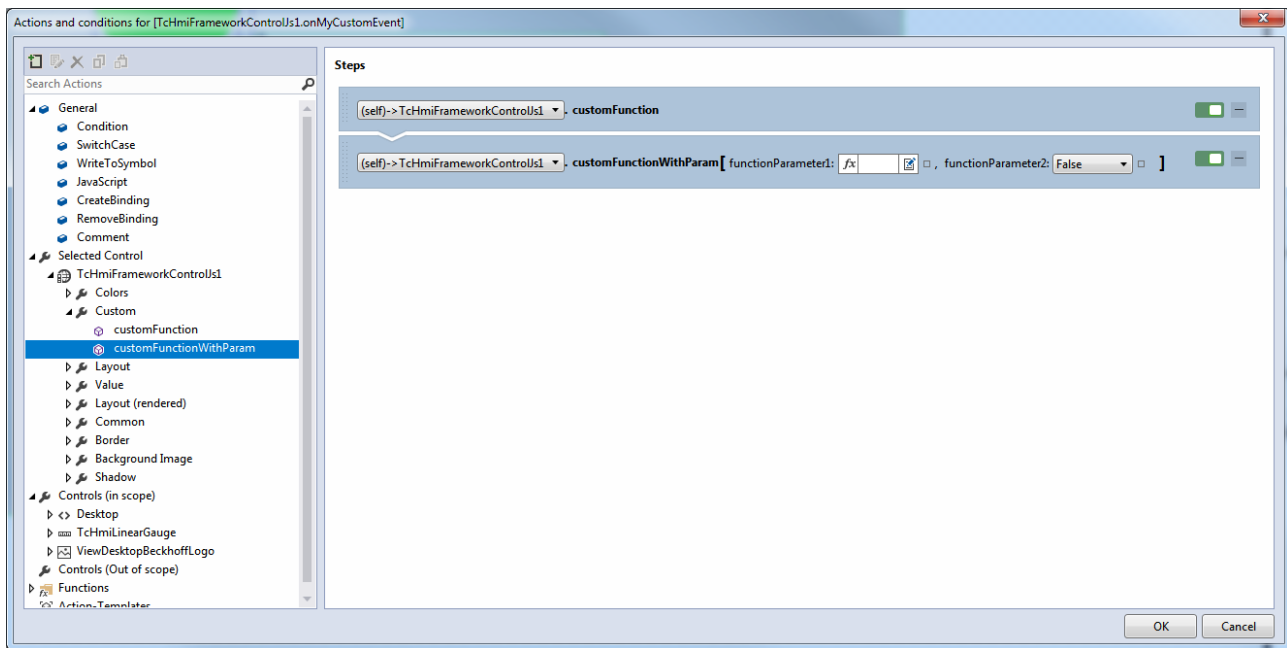 Actions and conditions for [TcHmiFrameworkControlJs1.onMyCustomEvent]
Search Actions
General
Condition
SwitchCase
WriteToSymbol
JavaScript
CreateBinding
RemoveBinding
Comment
Selected Control
TcHmiFrameworkControlJs1
Colors
Custom
customFunction
customFunctionWithParam
Layout
Value
Layout (rendered)
Common
Border
Background Image
Shadow
Controls (in scope)
Desktop
TcHmiLinearGauge
ViewDesktopBeckhoffLogo
Controls (Out of scope)
Functions
Action-Templates
Steps
(self)->TcHmiFrameworkControlJs1 . customFunction
(self)->TcHmiFrameworkControlJs1 . customFunctionWithParam[ functionParameter1: fx , functionParameter2: False ]
OK Cancel